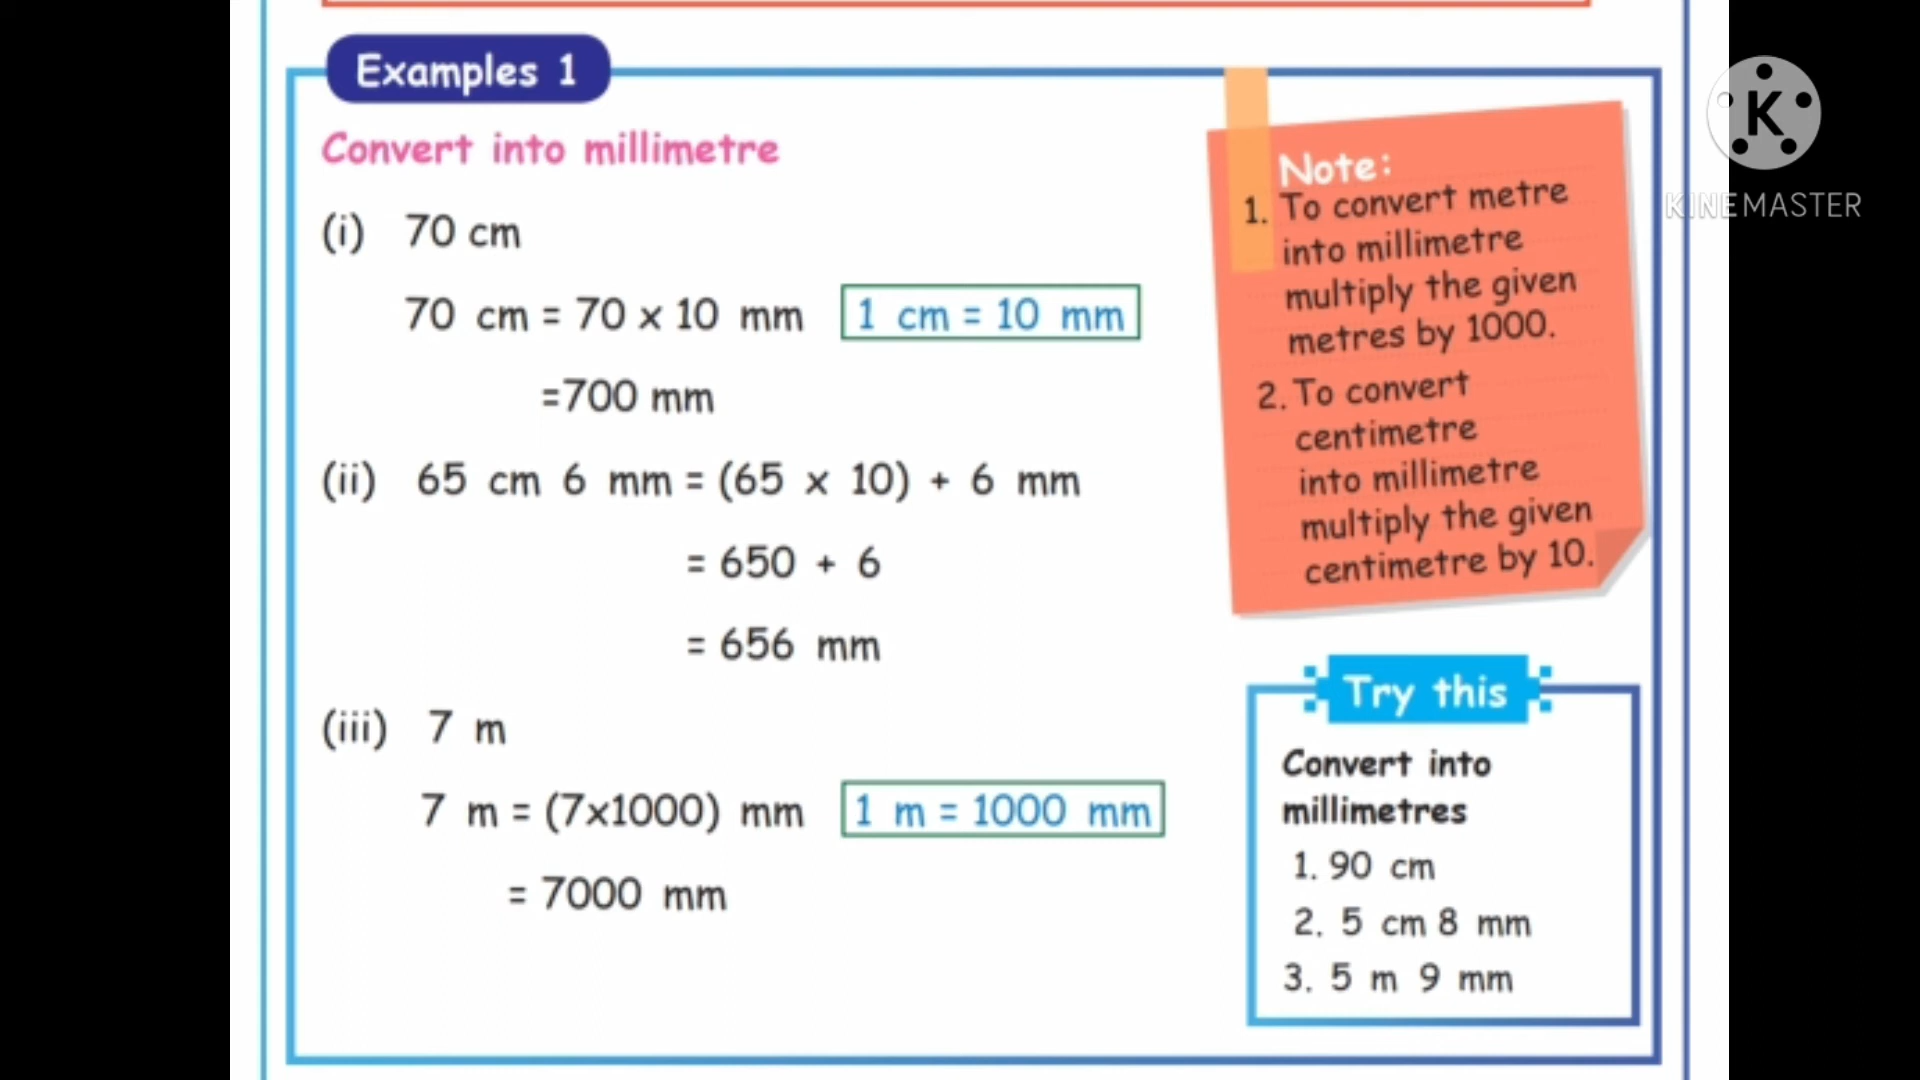 Examples 1
Convert into millimetre
(i) 70 cm
70 cm = 70 x 10 mm 1 cm = 10 mm
=700 mm
(ii) 65 cm 6 mm = (65 x 10) + 6 mm
= 650 + 6
= 656 mm
(iii) 7 m
7 m = (7x1000) mm 1 m = 1000 mm
= 7000 mm
Note:
1. To convert metre
into millimetre
multiply the given
metres by 1000.
2. To convert
centimetre
into millimetre
multiply the given
centimetre by 10.
Try this
Convert into
millimetres
1. 90 cm
2. 5 cm 8 mm
3. 5 m 9 mm
K
KINEMASTER